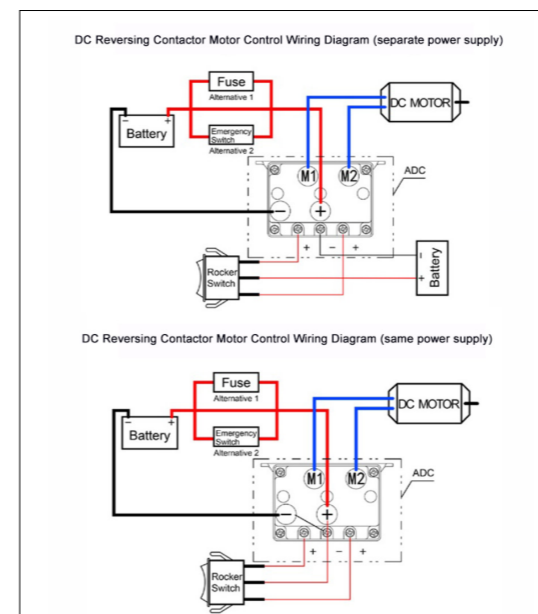 DC Reversing Contactor Motor Control Wiring Diagram (separate power supply)
Fuse
Alternative 1
DC MOTOR
- +
Battery
Emergency
Switch
Alternative 2
M1 M2
ADC
- +
+ - +
Rocker
Switch
-
+
Battery
DC Reversing Contactor Motor Control Wiring Diagram (same power supply)
Fuse
Alternative 1
DC MOTOR
- +
Battery
Emergency
Switch
Alternative 2
M1 M2
ADC
- +
+ - +
Rocker
Switch